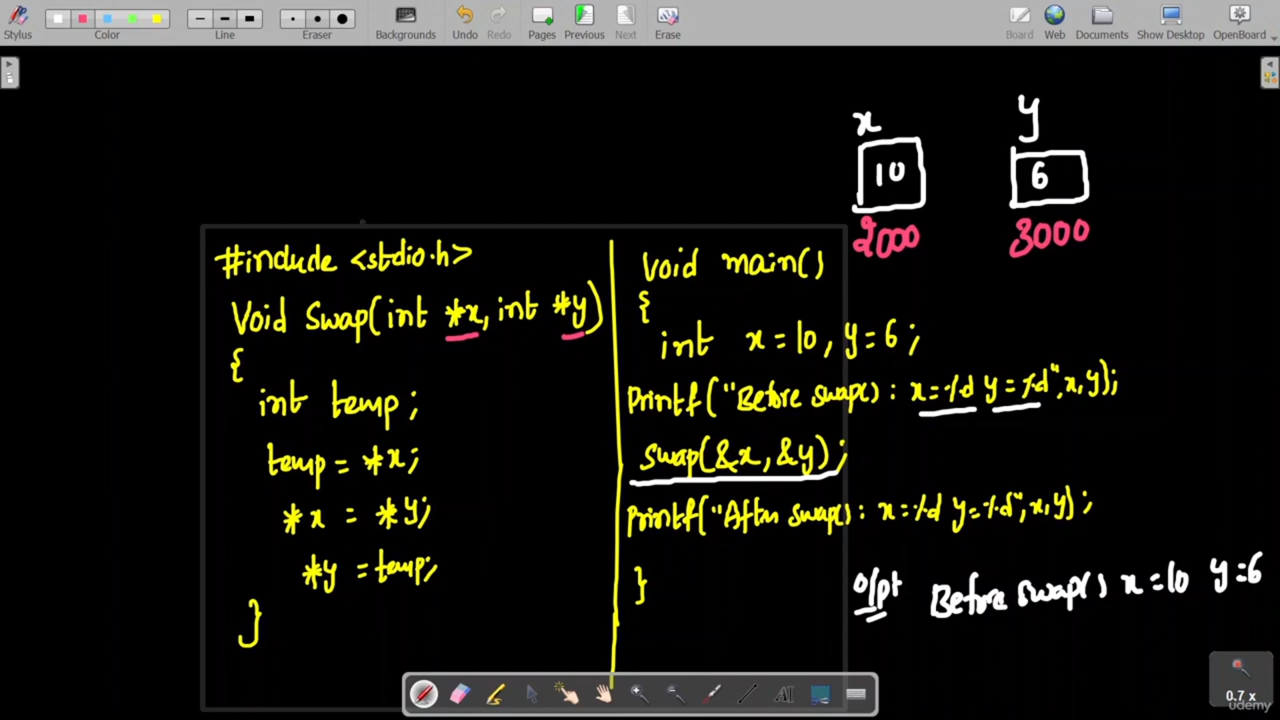 Stylus
Color
Line
Eraser
Backgrounds
Undo
Redo
Pages
Previous
Next
Erase
Board
Web
Documents
Show Desktop
OpenBoard
x
y
10
6
2000
3000
#include <stdio.h>
Void Swap(int *x, int *y)
{
int temp;
temp = *x;
*x = *y;
*y = temp;
}
Void main()
{
int x=10, y=6;
Printf("Before swap() : x=%d y=%d", x, y);
swap(&x, &y);
printf("After swap() : x=%d y=%d", x, y);
}
o/pt Before swap() x=10 y=6
AI
0.7 x
udemy